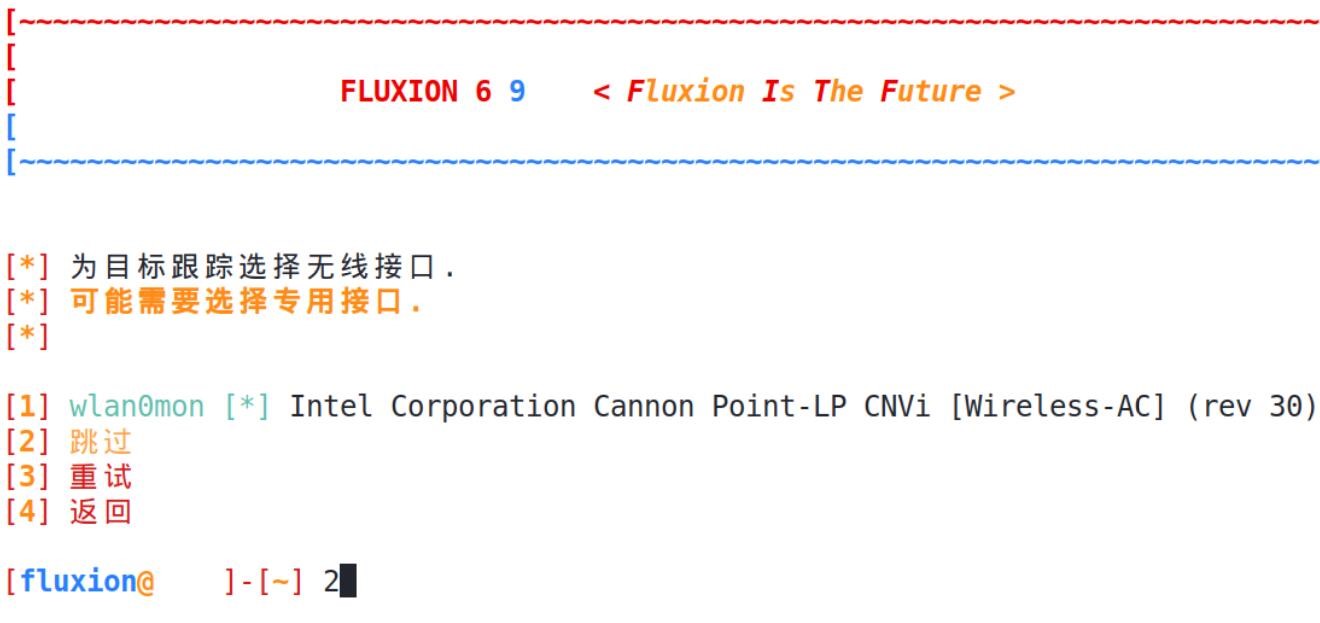 [~~~~~~~~~~~~~~~~~~~~~~~~~~~~~~~~~~~~~~~~~~~~~~~~~~~~~~~~~~~~~~~~~~~~~~~~~~~~~
[
[ FLUXION 6 9 < Fluxion Is The Future >
[
[~~~~~~~~~~~~~~~~~~~~~~~~~~~~~~~~~~~~~~~~~~~~~~~~~~~~~~~~~~~~~~~~~~~~~~~~~~~~~
[*] 为目标跟踪选择无线接口.
[*] 可能需要选择专用接口.
[*]
[1] wlan0mon [*] Intel Corporation Cannon Point-LP CNVi [Wireless-AC] (rev 30)
[2] 跳过
[3] 重试
[4] 返回
[fluxion@ ]-[~] 2